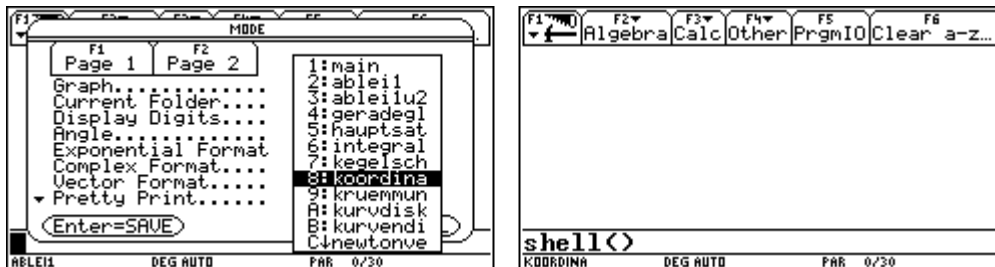 MODE
F1 F2
Page 1 Page 2
Graph..............
Current Folder....
Display Digits....
Angle.............
Exponential Format
Complex Format....
Vector Format.....
Pretty Print......
Enter=SAVE
1:main
2:ablei1
3:ablei1u2
4:geradegl
5:hauptsat
6:integral
7:kegelsch
8:koordina
9:kruemmun
A:kurvdisk
B:kurvendi
C↓newtonve
ABLEI1 DEG AUTO PAR 0/30
F1 F2 F3 F4 F5 F6
Algebra Calc Other PrgmIO Clear a-z…
shell()
KOORDINA DEG AUTO PAR 0/30